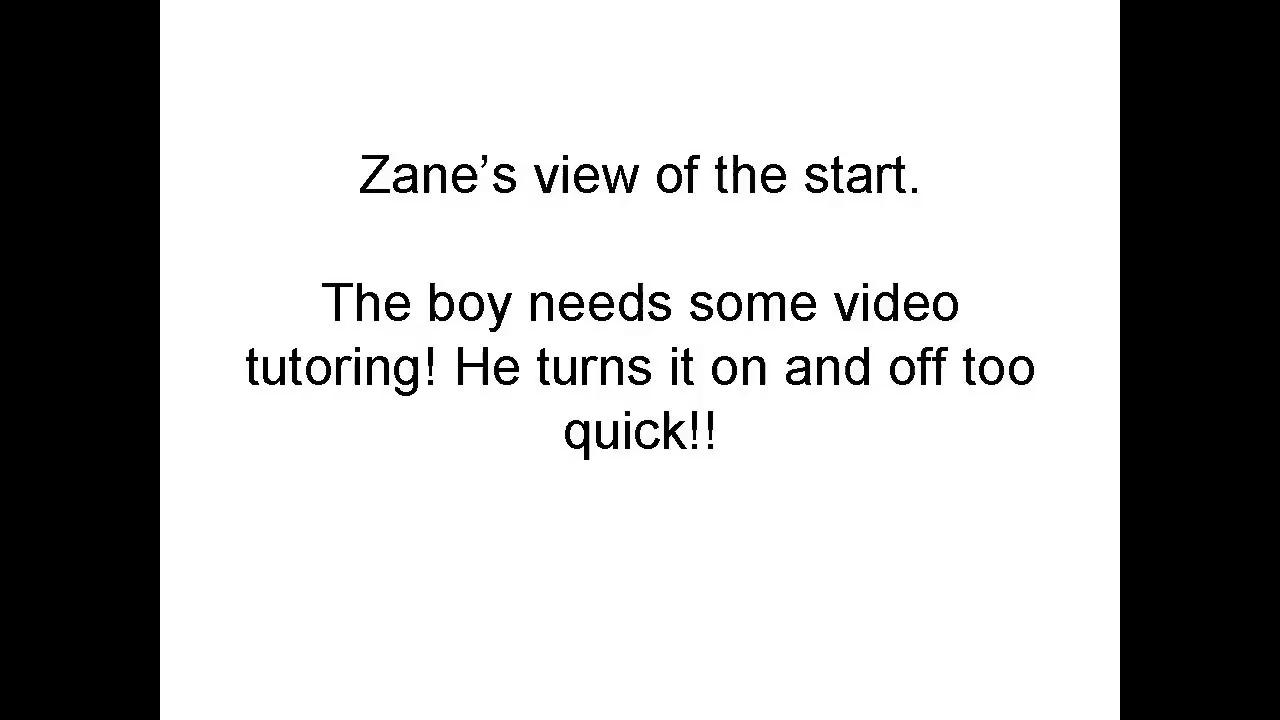 Zane’s view of the start.
The boy needs some video
tutoring! He turns it on and off too
quick!!